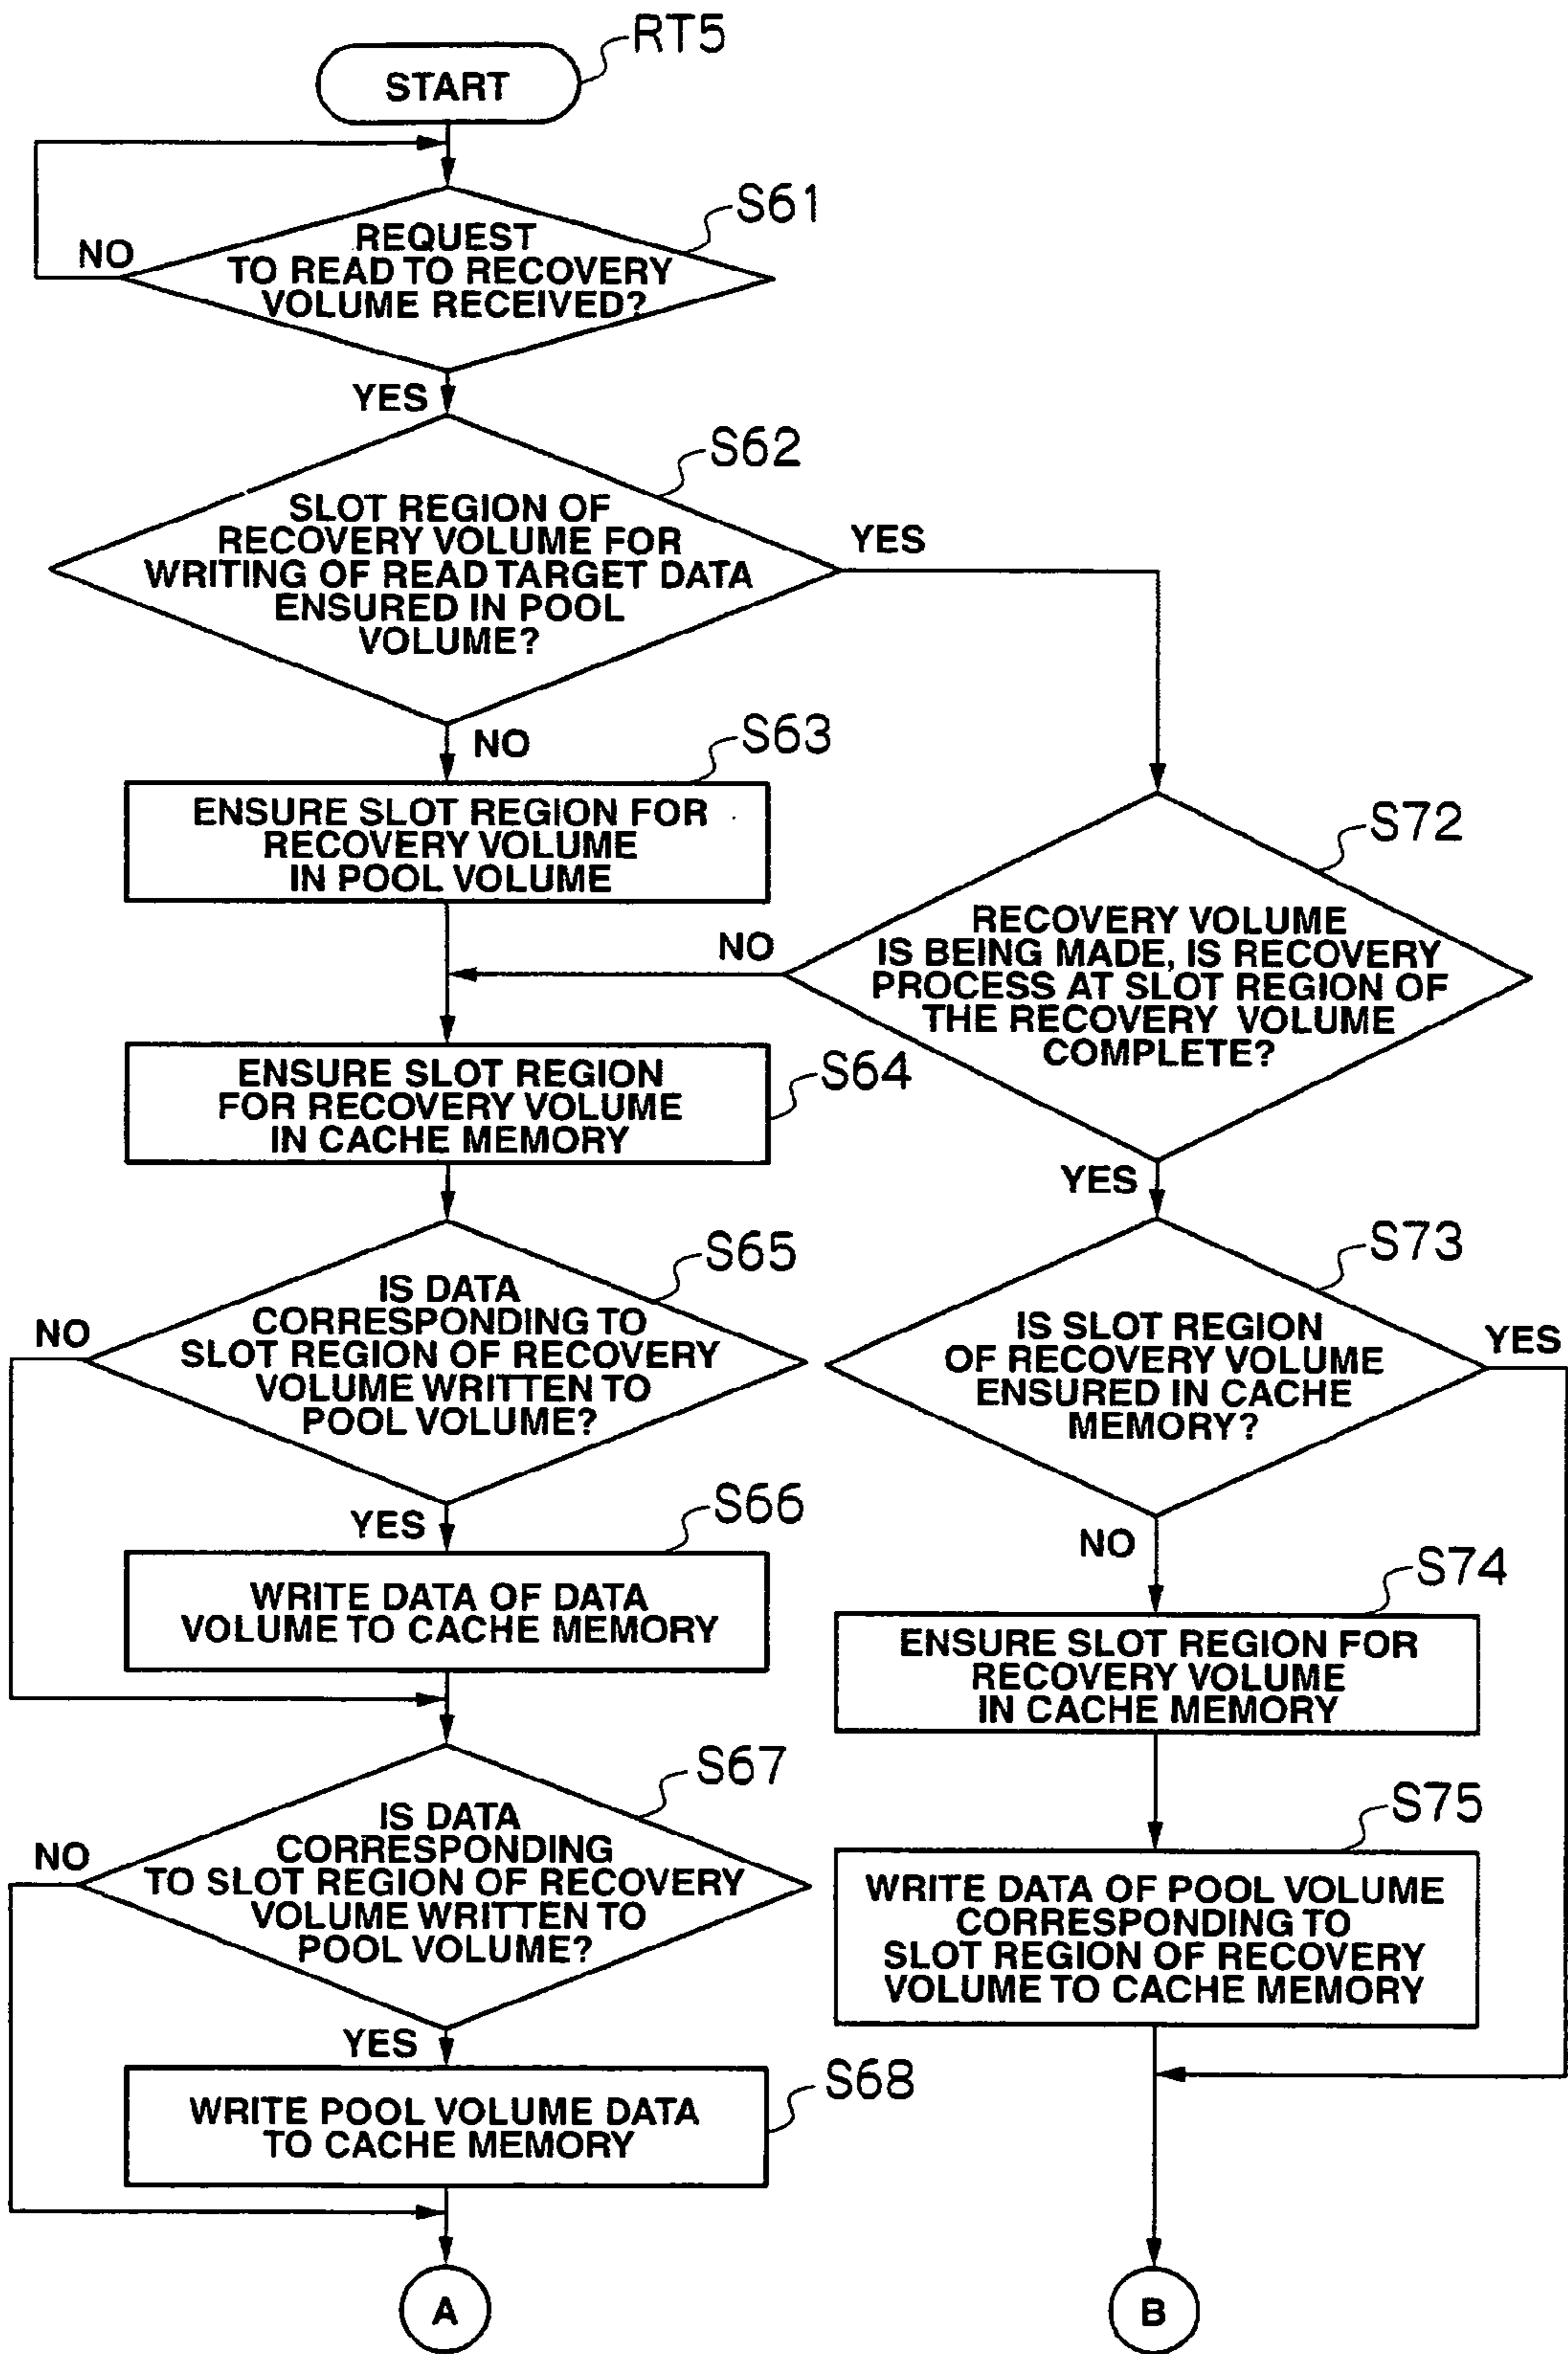 RT5
START
S61
NO
REQUEST
TO READ TO RECOVERY
VOLUME RECEIVED?
YES
S62
SLOT REGION OF
RECOVERY VOLUME FOR
WRITING OF READ TARGET DATA
ENSURED IN POOL
VOLUME?
YES
NO
S63
ENSURE SLOT REGION FOR
RECOVERY VOLUME
IN POOL VOLUME
S72
NO
RECOVERY VOLUME
IS BEING MADE, IS RECOVERY
PROCESS AT SLOT REGION OF
THE RECOVERY VOLUME
COMPLETE?
YES
S64
ENSURE SLOT REGION
FOR RECOVERY VOLUME
IN CACHE MEMORY
S65
NO
IS DATA
CORRESPONDING TO
SLOT REGION OF RECOVERY
VOLUME WRITTEN TO
POOL VOLUME?
YES
S73
IS SLOT REGION
OF RECOVERY VOLUME
ENSURED IN CACHE
MEMORY?
YES
NO
S66
WRITE DATA OF DATA
VOLUME TO CACHE MEMORY
S74
ENSURE SLOT REGION FOR
RECOVERY VOLUME
IN CACHE MEMORY
S67
NO
IS DATA
CORRESPONDING
TO SLOT REGION OF RECOVERY
VOLUME WRITTEN TO
POOL VOLUME?
YES
S75
WRITE DATA OF POOL VOLUME
CORRESPONDING TO
SLOT REGION OF RECOVERY
VOLUME TO CACHE MEMORY
S68
WRITE POOL VOLUME DATA
TO CACHE MEMORY
A
B